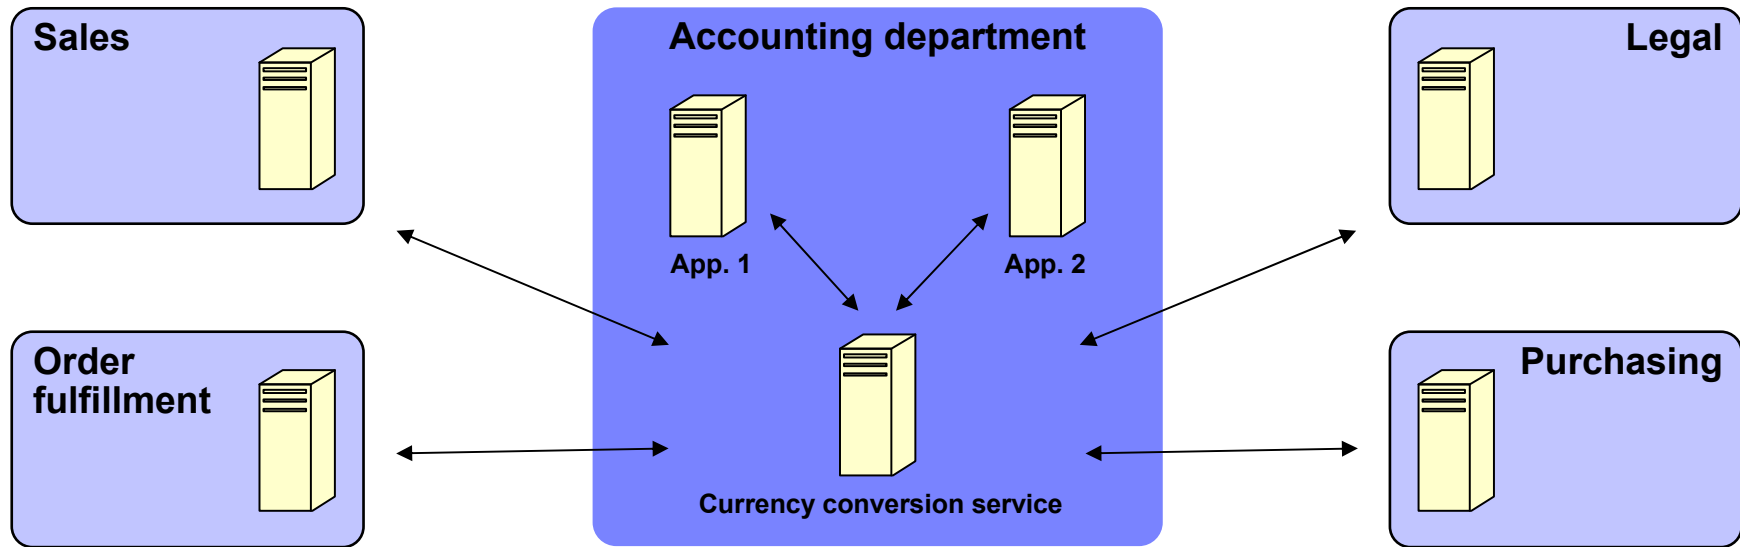 Sales
Accounting department
Legal
App. 1
App. 2
Order
fulfillment
Purchasing
Currency conversion service